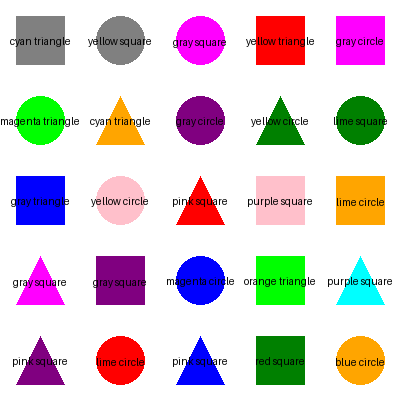 cyan triangle yellow square gray square yellow triangle gray circle
magenta triangle cyan triangle gray circle yellow circle lime square
gray triangle yellow circle pink square purple square lime circle
gray square gray square magenta circle orange triangle purple square
pink square lime circle pink square red square blue circle